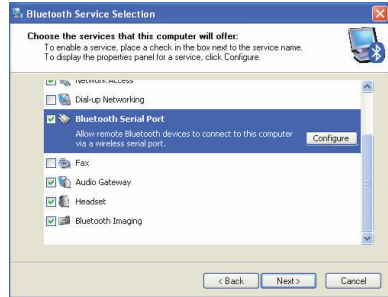 Bluetooth Service Selection
Choose the services that this computer will offer:
To enable a service, place a check in the box next to the service name.
To display the properties panel for a service, click Configure.
Network Access
Dial-up Networking
Bluetooth Serial Port
Allow remote Bluetooth devices to connect to this computer
via a wireless serial port.
Configure
Fax
Audio Gateway
Headset
Bluetooth Imaging
< Back
Next >
Cancel